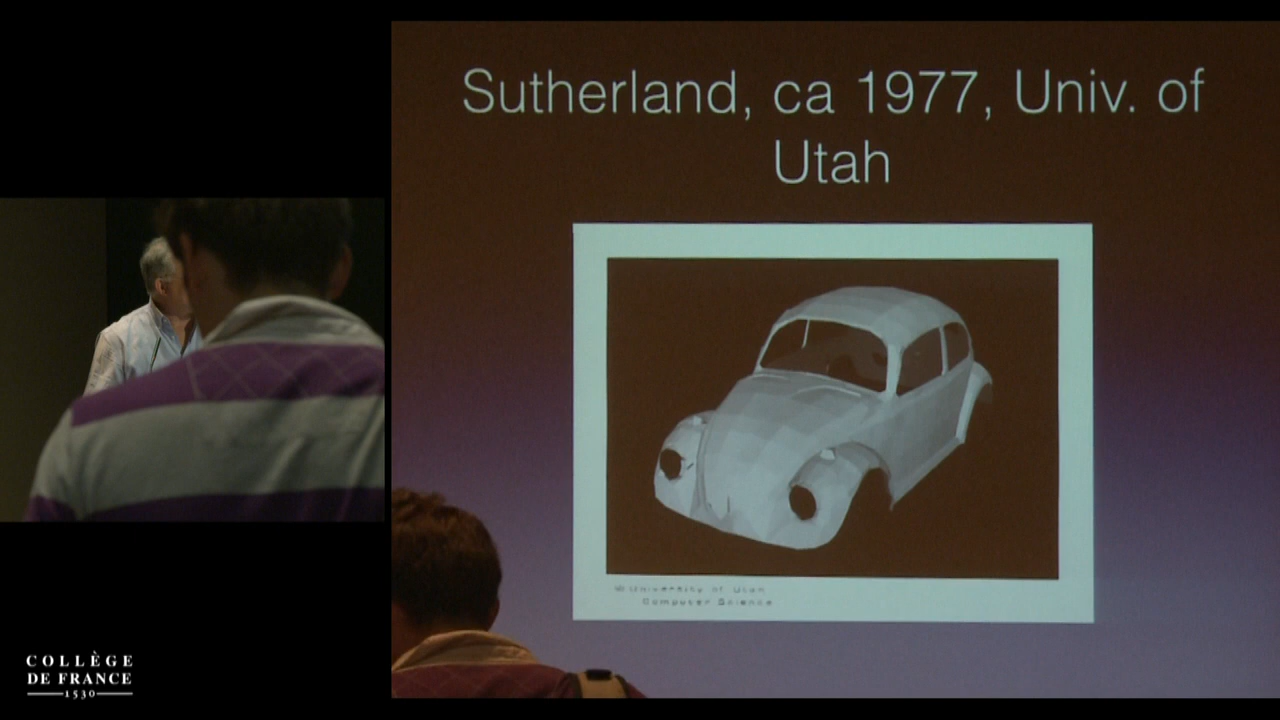 Sutherland, ca 1977, Univ. of
Utah
© University of Utah
Computer Science
COLLÈGE
DE FRANCE
1530